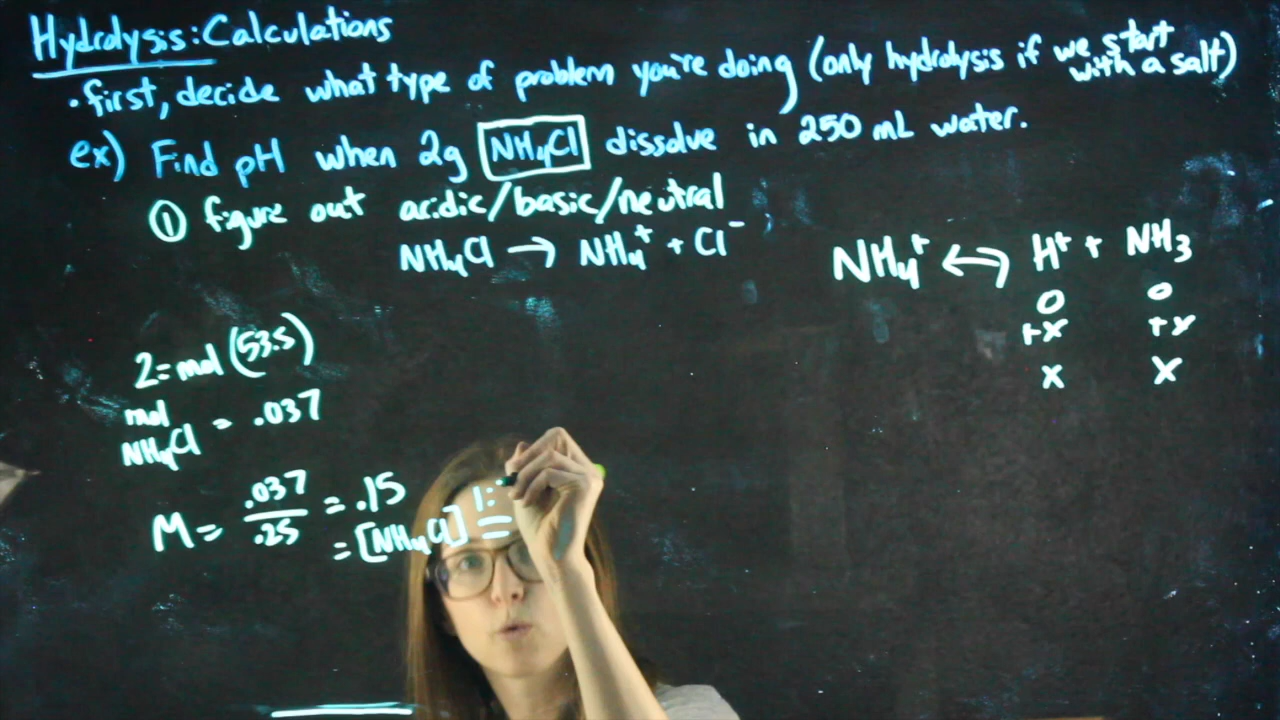 Hydrolysis: Calculations
• first, decide what type of problem you're doing (only hydrolysis if we start with a salt)
ex) Find pH when 2g NH4Cl dissolve in 250 mL water.
① figure out acidic/basic/neutral
NH4Cl → NH4+ + Cl-
NH4+ ↔ H+ + NH3
0 0
+x +x
x x
2 = mol (53.5)
mol NH4Cl = .037
M = .037/.25 = .15
= [NH4Cl] 1:
=